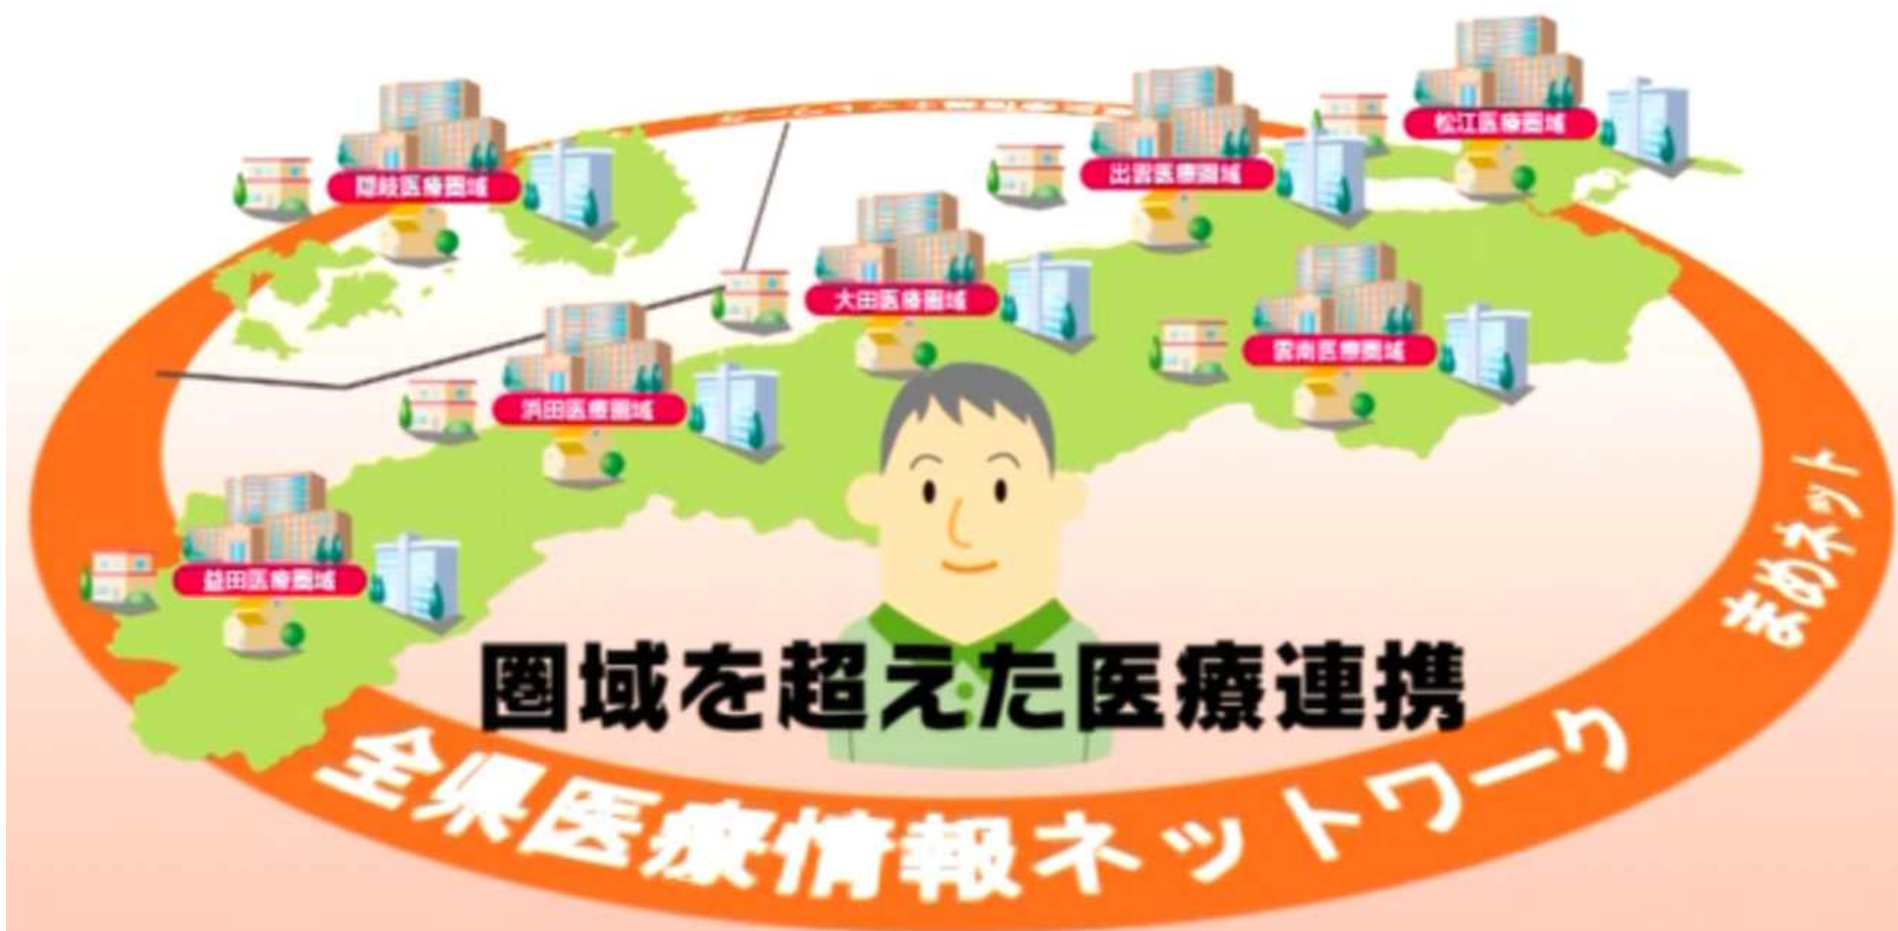 松江医療圏域
出雲医療圏域
隠岐医療圏域
大田医療圏域
雲南医療圏域
浜田医療圏域
益田医療圏域
圏域を超えた医療連携
全県医療情報ネットワーク
まめネット